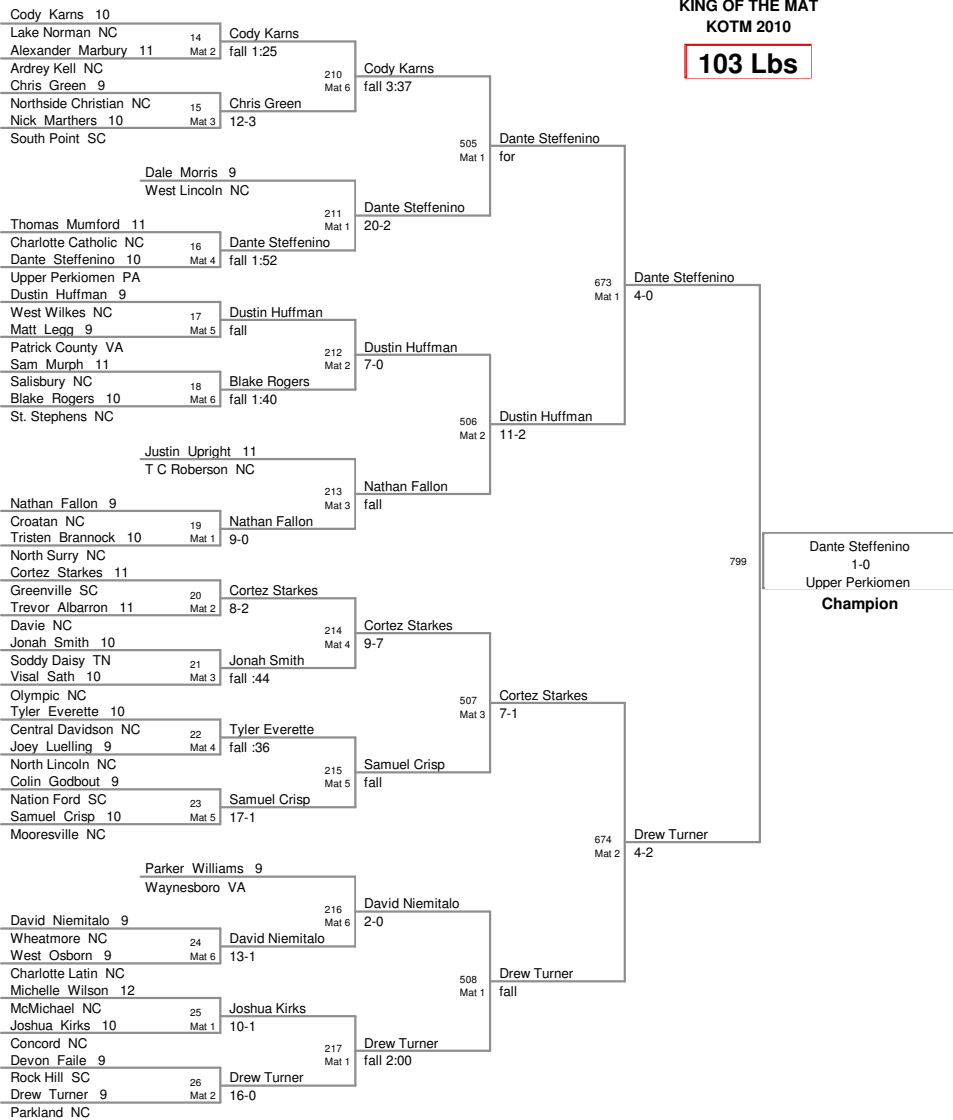 KING OF THE MAT
KOTM 2010
103 Lbs
Cody Karns 10
Lake Norman NC
14
Mat 2
Alexander Marbury 11
Ardrey Kell NC
Cody Karns
fall 1:25
Chris Green 9
Northside Christian NC
15
Mat 3
Nick Marthers 10
South Point SC
Chris Green
12-3
210
Mat 6
Cody Karns
fall 3:37
Dale Morris 9
West Lincoln NC
Thomas Mumford 11
Charlotte Catholic NC
16
Mat 4
Dante Steffenino 10
Upper Perkiomen PA
Dante Steffenino
fall 1:52
211
Mat 1
Dante Steffenino
20-2
505
Mat 1
Dante Steffenino
for
Dustin Huffman 9
West Wilkes NC
17
Mat 5
Matt Legg 9
Patrick County VA
Dustin Huffman
fall
Sam Murph 11
Salisbury NC
18
Mat 6
Blake Rogers 10
St. Stephens NC
Blake Rogers
fall 1:40
212
Mat 2
Dustin Huffman
7-0
Justin Upright 11
T C Roberson NC
Nathan Fallon 9
Croatan NC
19
Mat 1
Tristen Brannock 10
North Surry NC
Nathan Fallon
9-0
213
Mat 3
Nathan Fallon
fall
506
Mat 2
Dustin Huffman
11-2
673
Mat 1
Dante Steffenino
4-0
Cortez Starkes 11
Greenville SC
20
Mat 2
Trevor Albarron 11
Davie NC
Cortez Starkes
8-2
Jonah Smith 10
Soddy Daisy TN
21
Mat 3
Visal Sath 10
Olympic NC
Jonah Smith
fall :44
214
Mat 4
Cortez Starkes
9-7
Tyler Everette 10
Central Davidson NC
22
Mat 4
Joey Luelling 9
North Lincoln NC
Tyler Everette
fall :36
Colin Godbout 9
Nation Ford SC
23
Mat 5
Samuel Crisp 10
Mooresville NC
Samuel Crisp
17-1
215
Mat 5
Samuel Crisp
fall
507
Mat 3
Cortez Starkes
7-1
Parker Williams 9
Waynesboro VA
David Niemitalo 9
Wheatmore NC
24
Mat 6
West Osborn 9
Charlotte Latin NC
David Niemitalo
13-1
216
Mat 6
David Niemitalo
2-0
Michelle Wilson 12
McMichael NC
25
Mat 1
Joshua Kirks 10
Concord NC
Joshua Kirks
10-1
Devon Faile 9
Rock Hill SC
26
Mat 2
Drew Turner 9
Parkland NC
Drew Turner
16-0
217
Mat 1
Drew Turner
fall 2:00
508
Mat 1
Drew Turner
fall
674
Mat 2
Drew Turner
4-2
799
Dante Steffenino
1-0
Upper Perkiomen
Champion